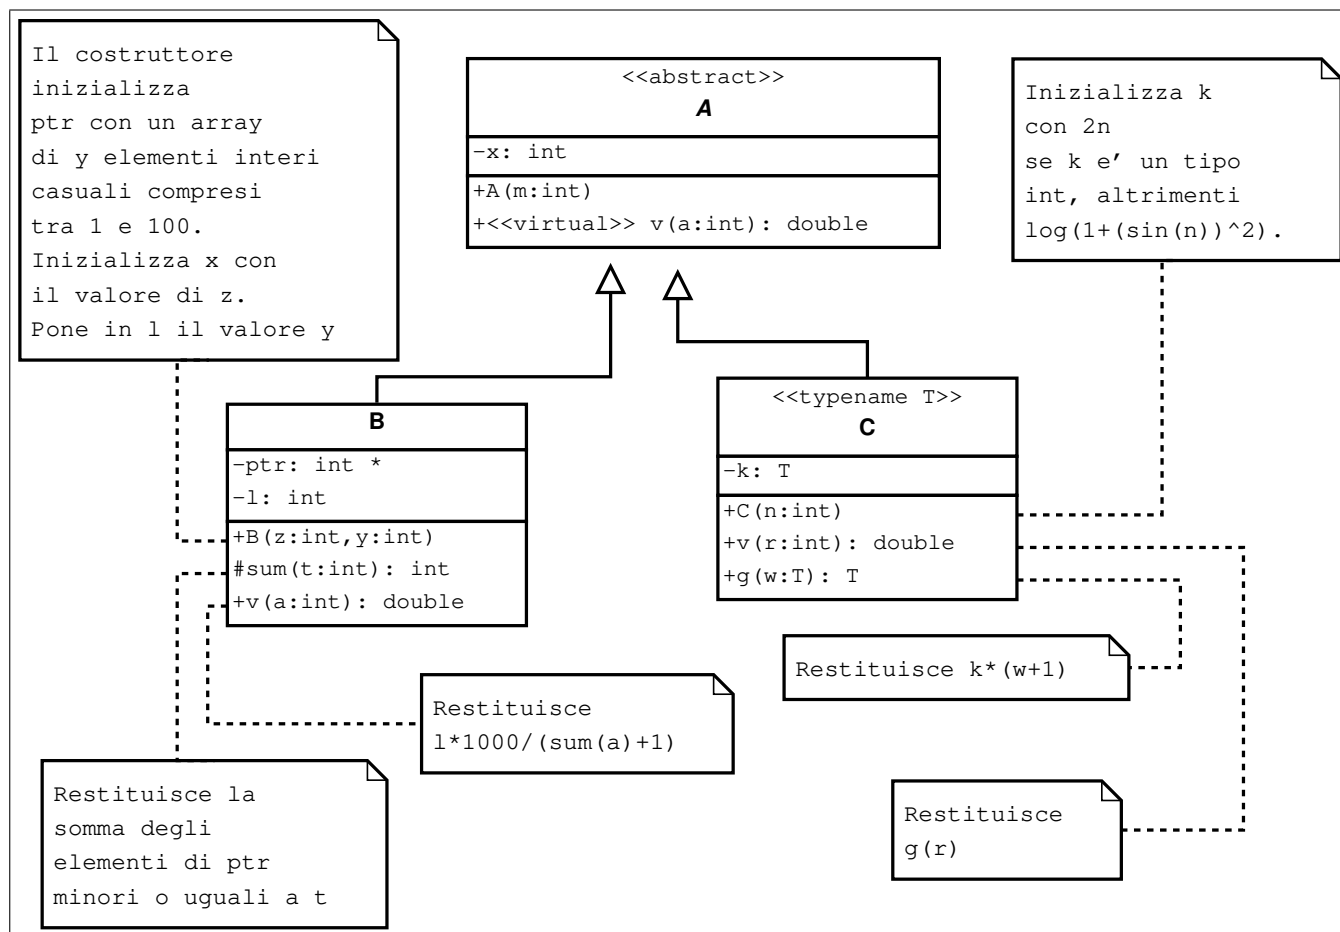 Il costruttore
inizializza
ptr con un array
di y elementi interi
casuali compresi
tra 1 e 100.
Inizializza x con
il valore di z.
Pone in l il valore y
<<abstract>>
A
-x: int
+A(m:int)
+<<virtual>> v(a:int): double
Inizializza k
con 2n
se k e' un tipo
int, altrimenti
log(1+(sin(n))^2).
B
-ptr: int *
-l: int
+B(z:int,y:int)
#sum(t:int): int
+v(a:int): double
<<typename T>>
C
-k: T
+C(n:int)
+v(r:int): double
+g(w:T): T
Restituisce k*(w+1)
Restituisce
l*1000/(sum(a)+1)
Restituisce la
somma degli
elementi di ptr
minori o uguali a t
Restituisce
g(r)